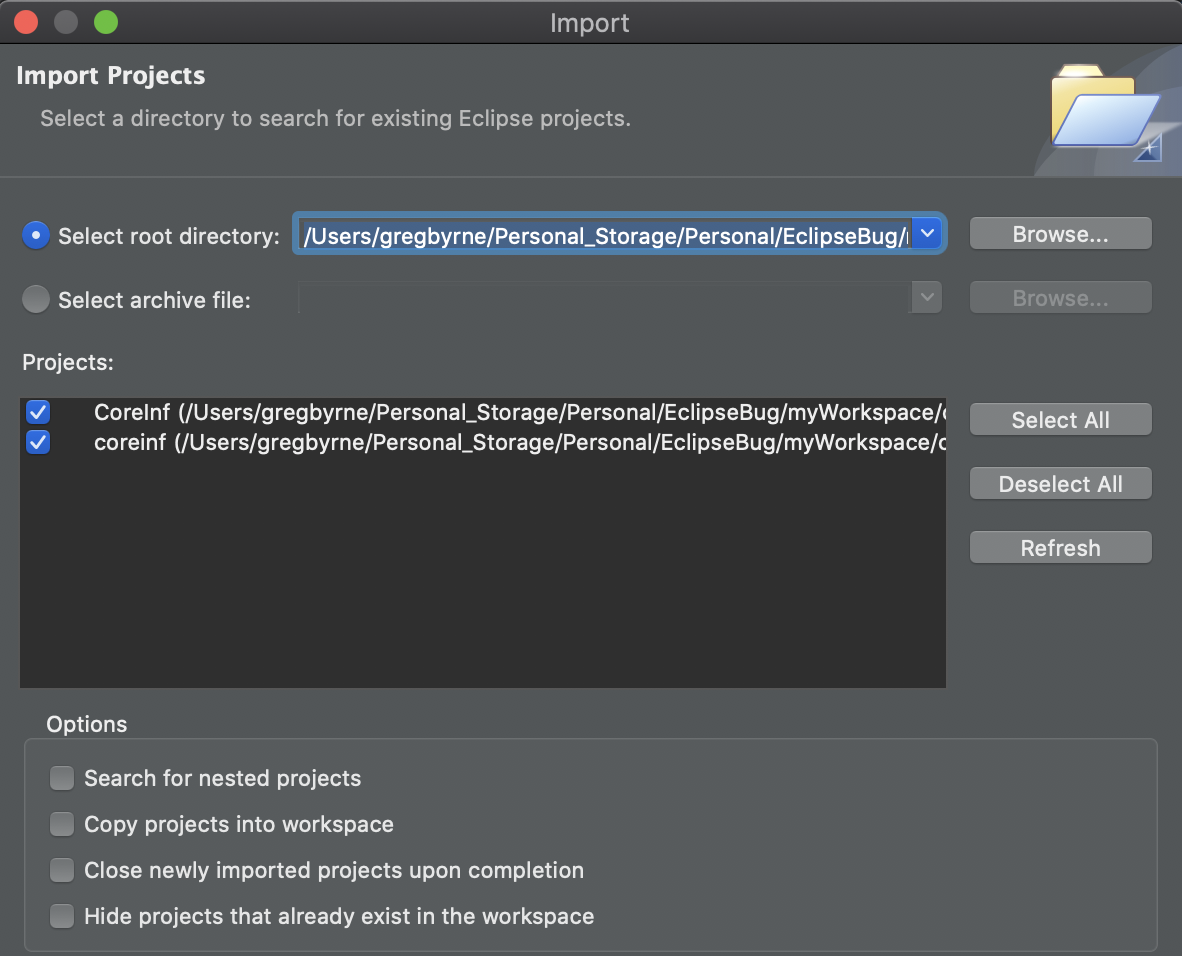 Import
Import Projects
Select a directory to search for existing Eclipse projects.
Select root directory: /Users/gregbyrne/Personal_Storage/Personal/EclipseBug/ Browse...
Select archive file: Browse...
Projects:
CoreInf (/Users/gregbyrne/Personal_Storage/Personal/EclipseBug/myWorkspace/
coreinf (/Users/gregbyrne/Personal_Storage/Personal/EclipseBug/myWorkspace/
Select All
Deselect All
Refresh
Options
Search for nested projects
Copy projects into workspace
Close newly imported projects upon completion
Hide projects that already exist in the workspace